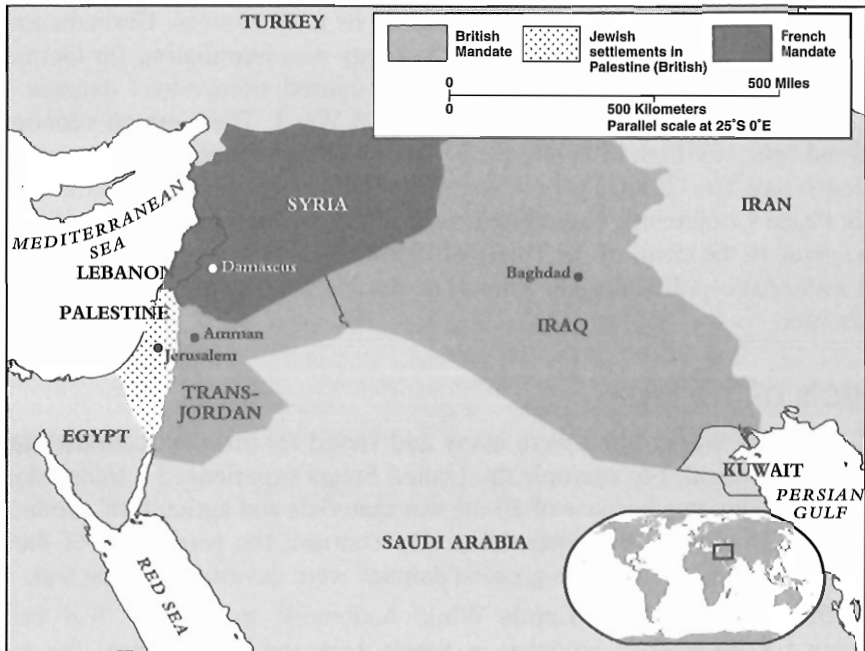 TURKEY
British
Mandate
Jewish
settlements in
Palestine (British)
French
Mandate
0
500 Miles
0
500 Kilometers
Parallel scale at 25°S 0°E
SYRIA
IRAN
MEDITERRANEAN
SEA
LEBANON
Damascus
Baghdad
PALESTINE
Amman
IRAQ
Jerusalem
TRANS-
JORDAN
EGYPT
KUWAIT
PERSIAN
GULF
SAUDI ARABIA
RED SEA